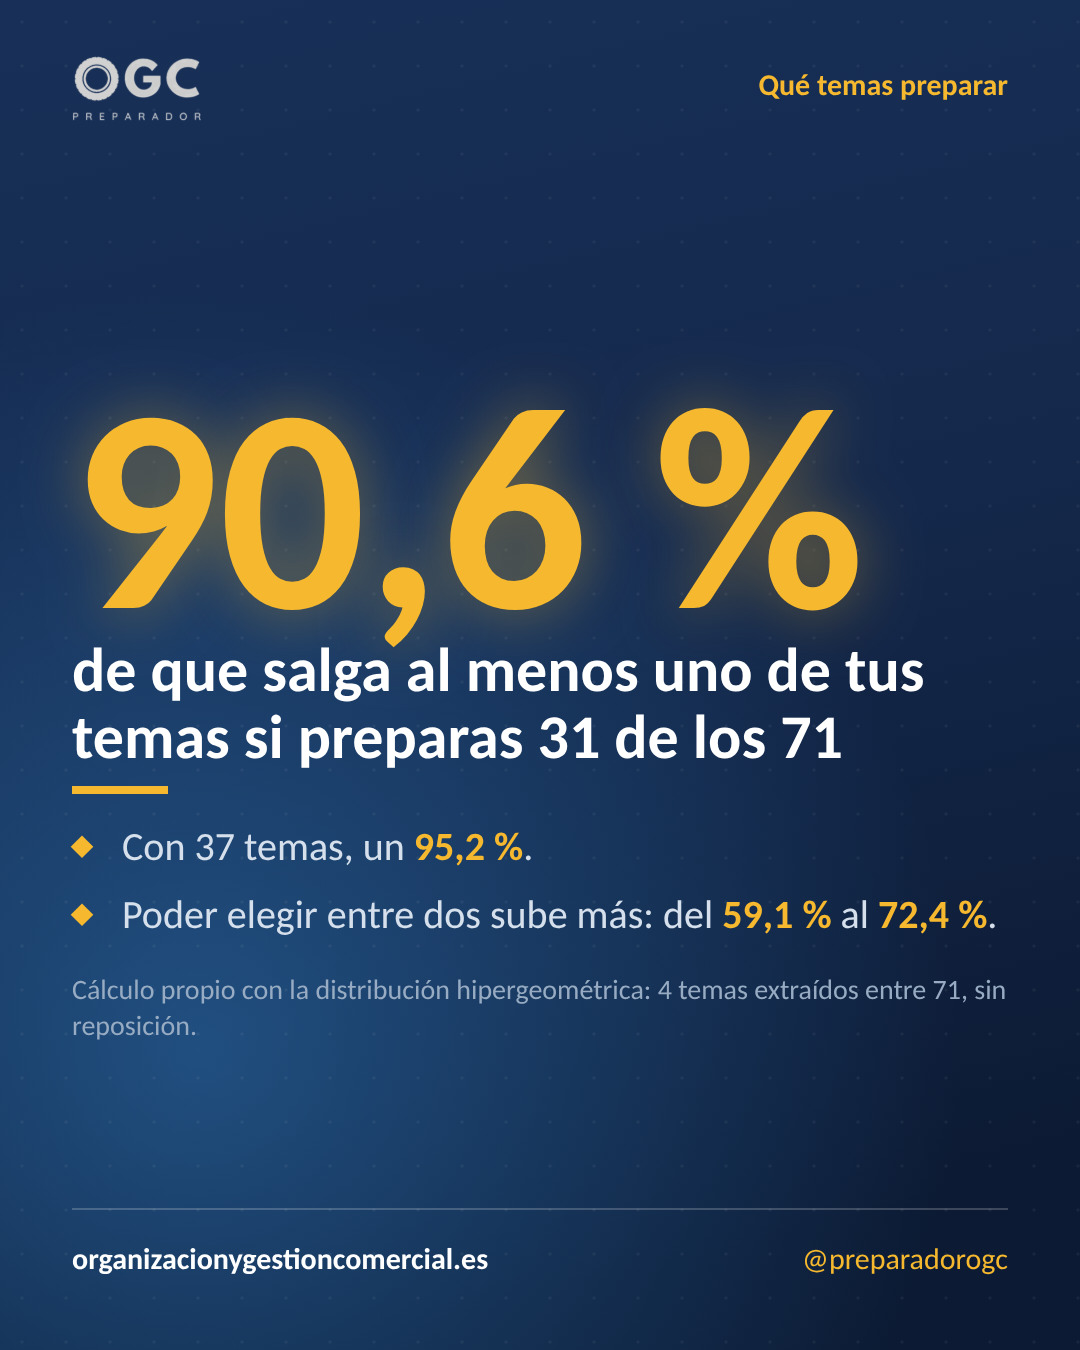 OGC
PREPARADOR
Qué temas preparar
90,6 %
de que salga al menos uno de tus
temas si preparas 31 de los 71
Con 37 temas, un 95,2 %.
Poder elegir entre dos sube más: del 59,1 % al 72,4 %.
Cálculo propio con la distribución hipergeométrica: 4 temas extraídos entre 71, sin
reposición.
organizacionygestioncomercial.es
@preparadorogc